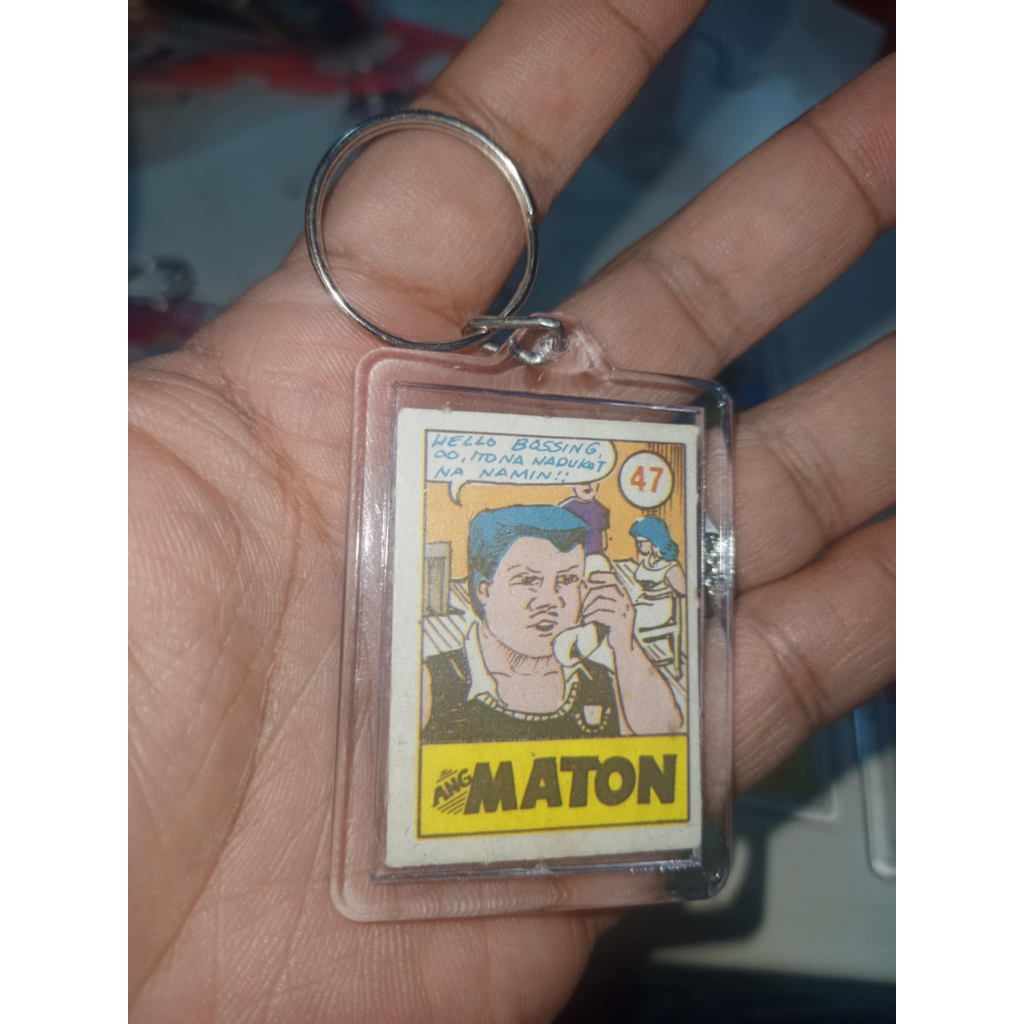 HELLO BOSSING,
OO, ITO NA NADUKOT
NA NAMIN!!
47
ANG MATON